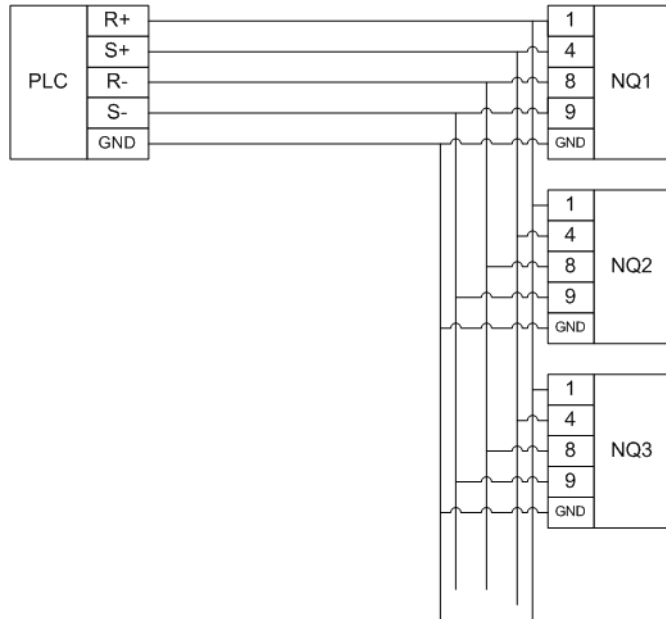 PLC
R+
S+
R-
S-
GND
1
4
8
9
GND
NQ1
1
4
8
9
GND
NQ2
1
4
8
9
GND
NQ3